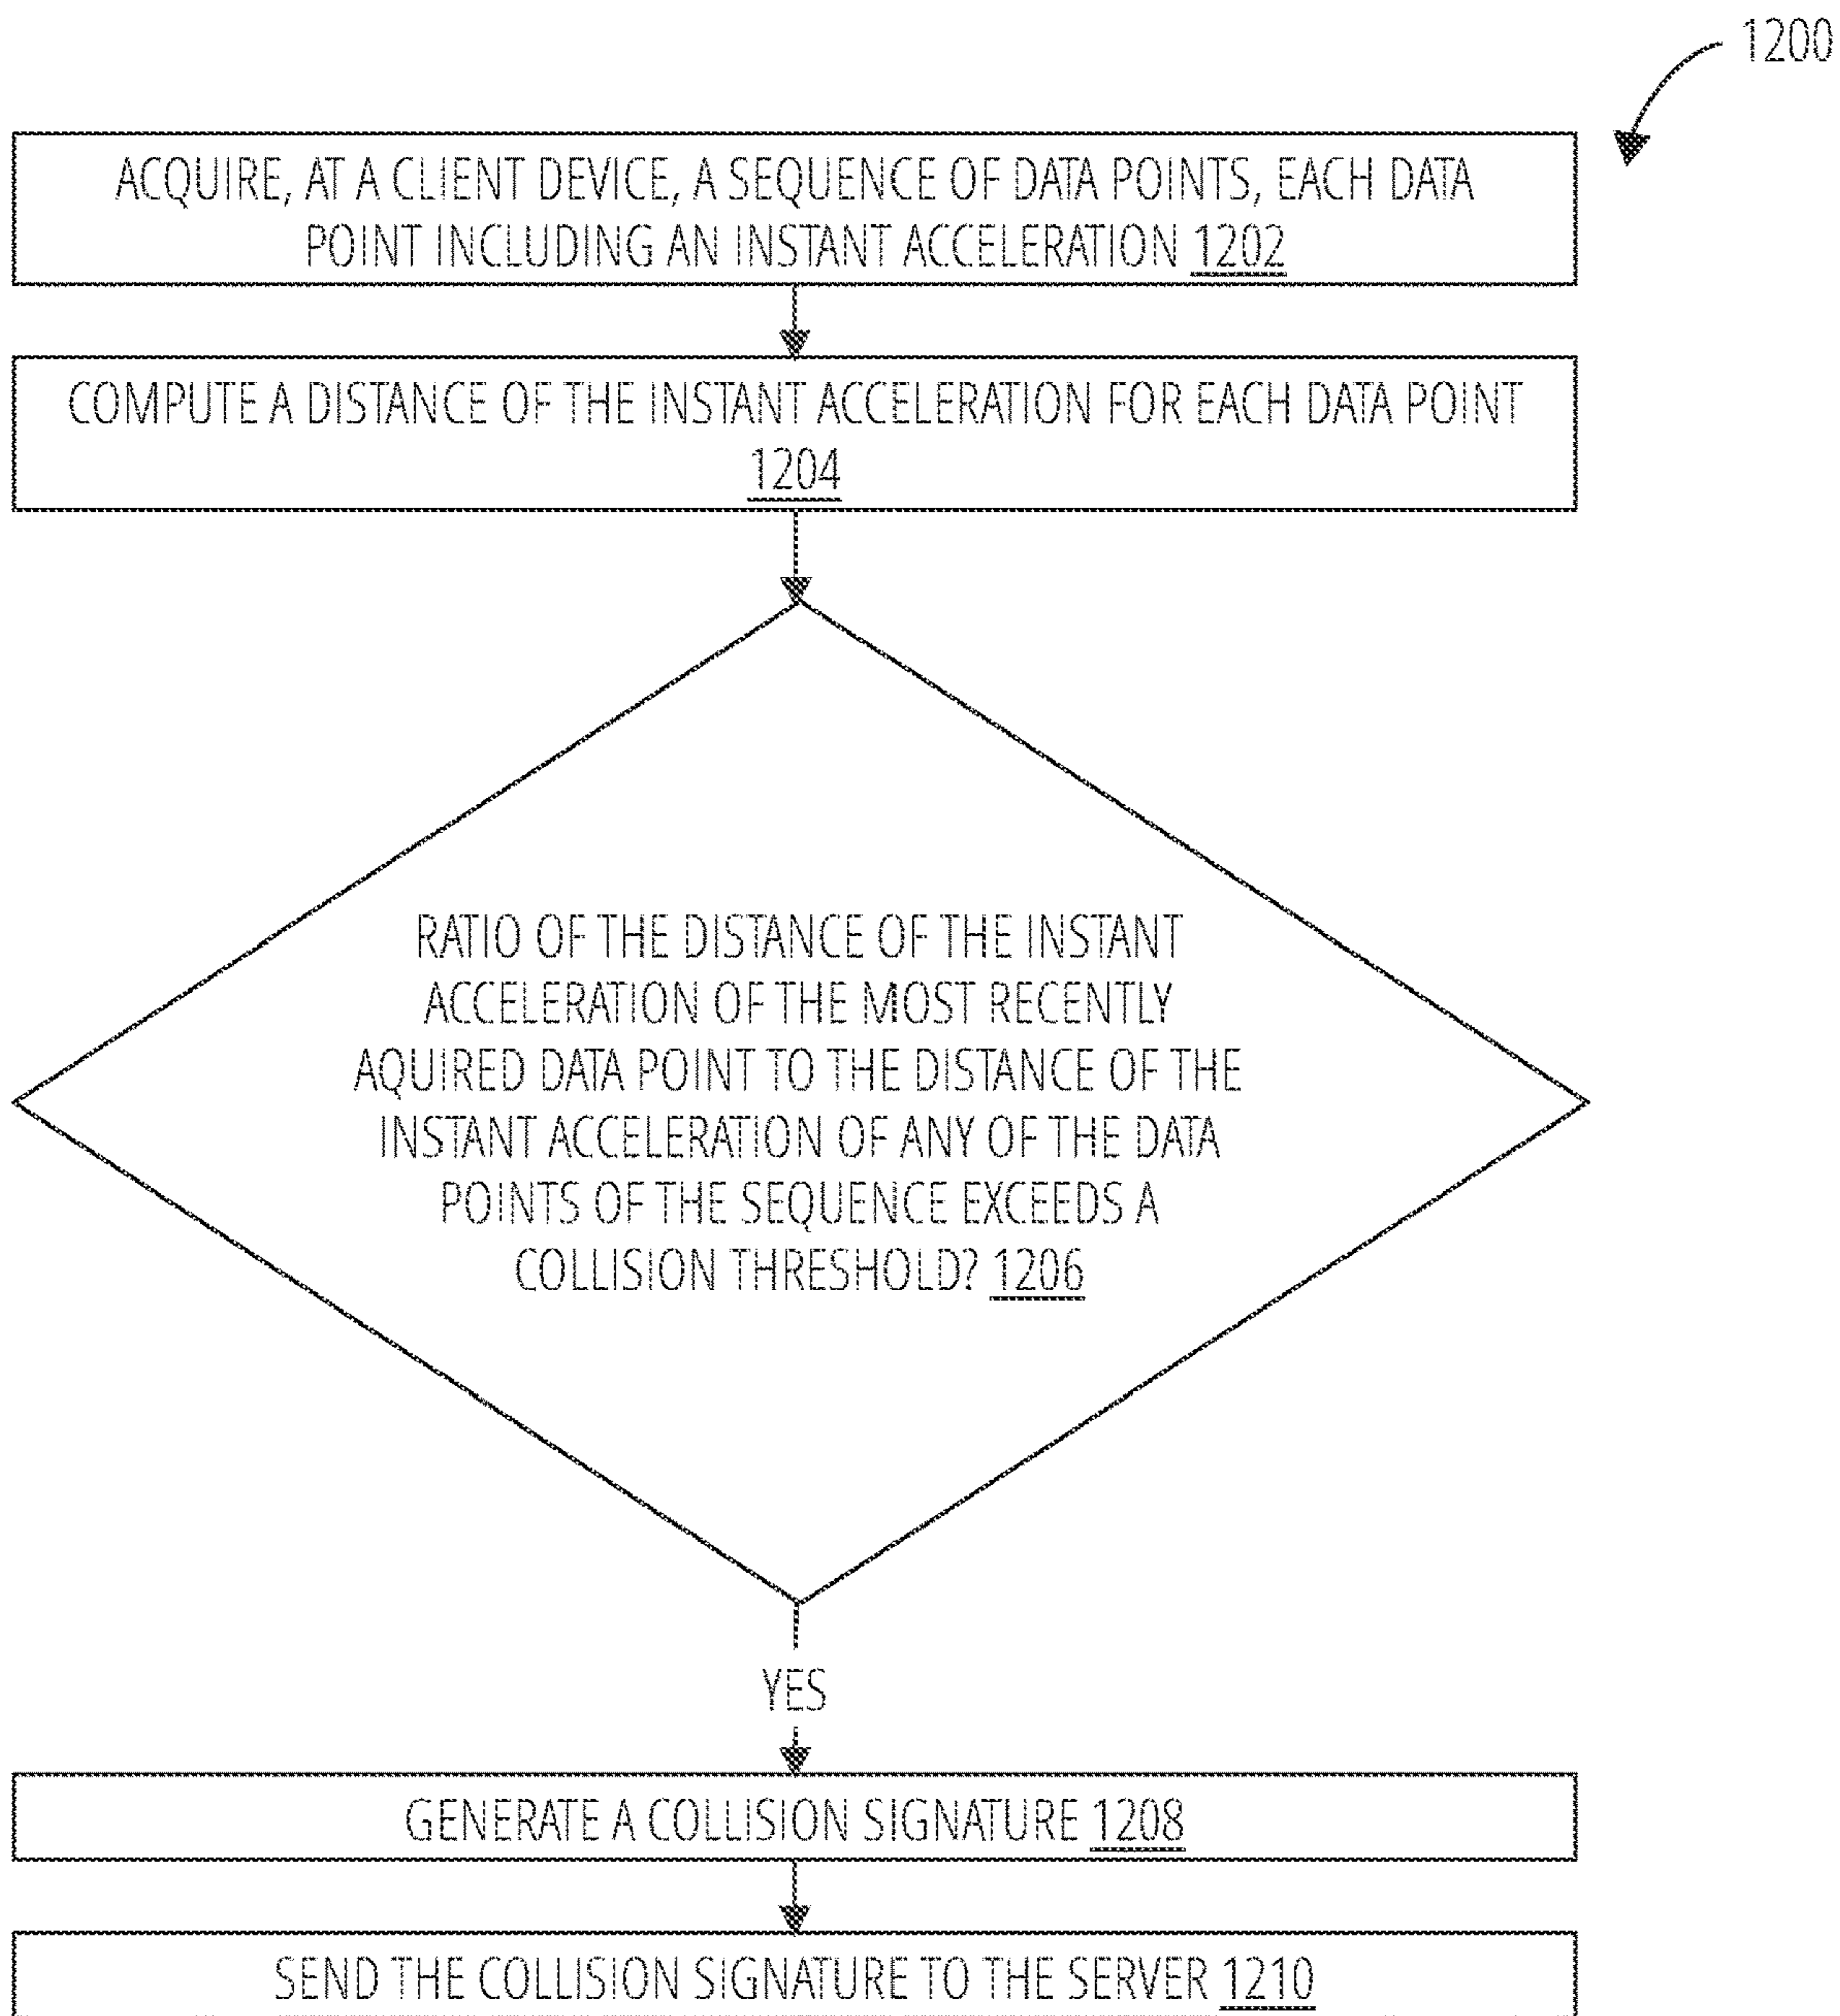 1200
ACQUIRE, AT A CLIENT DEVICE, A SEQUENCE OF DATA POINTS, EACH DATA
POINT INCLUDING AN INSTANT ACCELERATION 1202
COMPUTE A DISTANCE OF THE INSTANT ACCELERATION FOR EACH DATA POINT
1204
RATIO OF THE DISTANCE OF THE INSTANT
ACCELERATION OF THE MOST RECENTLY
AQUIRED DATA POINT TO THE DISTANCE OF THE
INSTANT ACCELERATION OF ANY OF THE DATA
POINTS OF THE SEQUENCE EXCEEDS A
COLLISION THRESHOLD? 1206
YES
GENERATE A COLLISION SIGNATURE 1208
SEND THE COLLISION SIGNATURE TO THE SERVER 1210